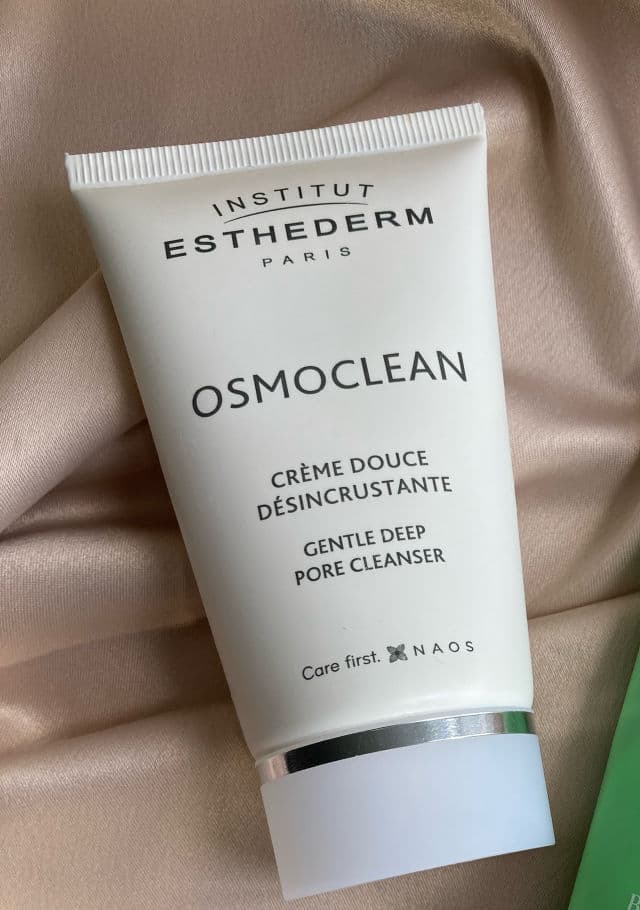 INSTITUT
ESTHEDERM
PARIS
OSMOCLEAN
CRÈME DOUCE
DÉSINCRUSTANTE
GENTLE DEEP
PORE CLEANSER
Care first. NAOS